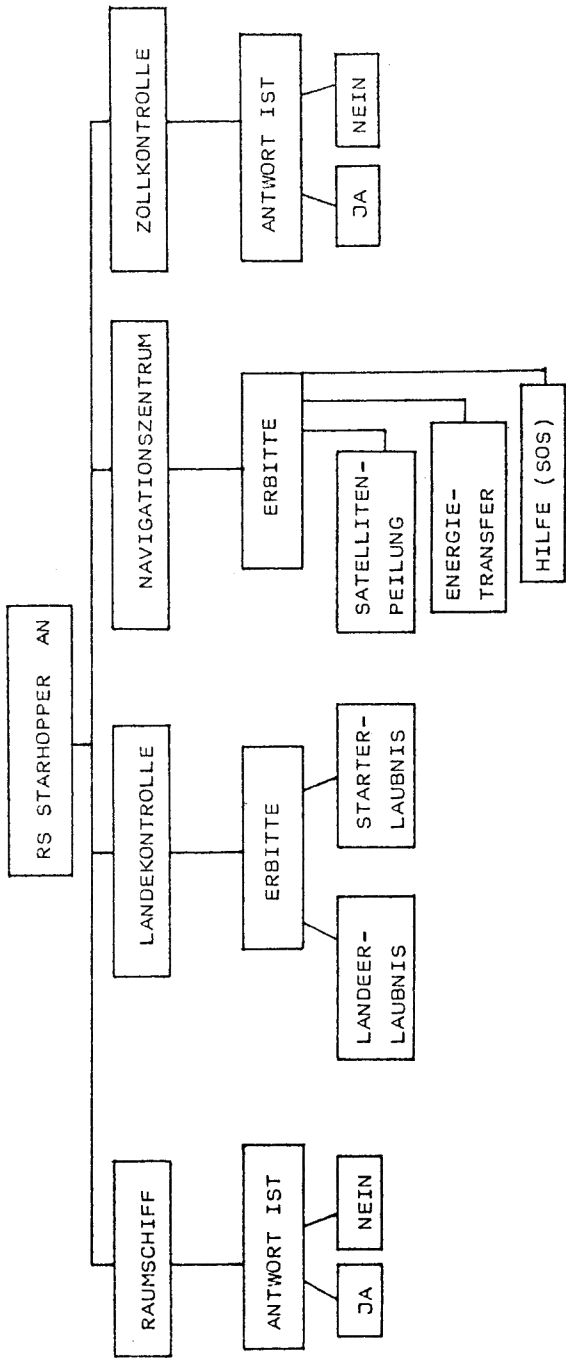 RS STARHOPPER AN
RAUMSCHIFF
LANDEKONTROLLE
NAVIGATIONSZENTRUM
ZOLLKONTROLLE
ANTWORT IST
ERBITTE
ERBITTE
ANTWORT IST
JA
NEIN
LANDEER-
LAUBNIS
STARTER-
LAUBNIS
SATELLITEN-
PEILUNG
ENERGIE-
TRANSFER
HILFE (SOS)
JA
NEIN